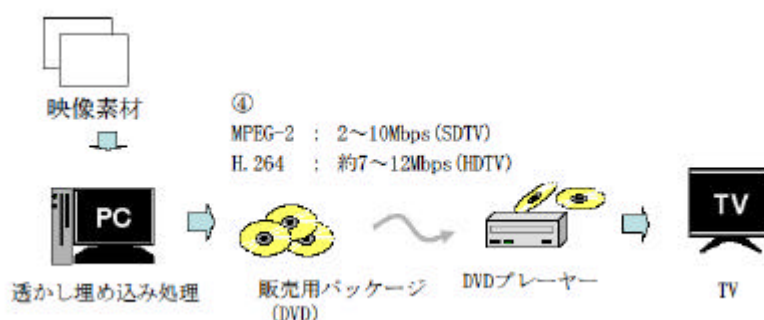 映像素材
④
MPEG-2 : 2～10Mbps(SDTV)
H.264 : 約7～12Mbps(HDTV)
PC
TV
透かし埋め込み処理
販売用パッケージ
(DVD)
DVDプレーヤー
TV